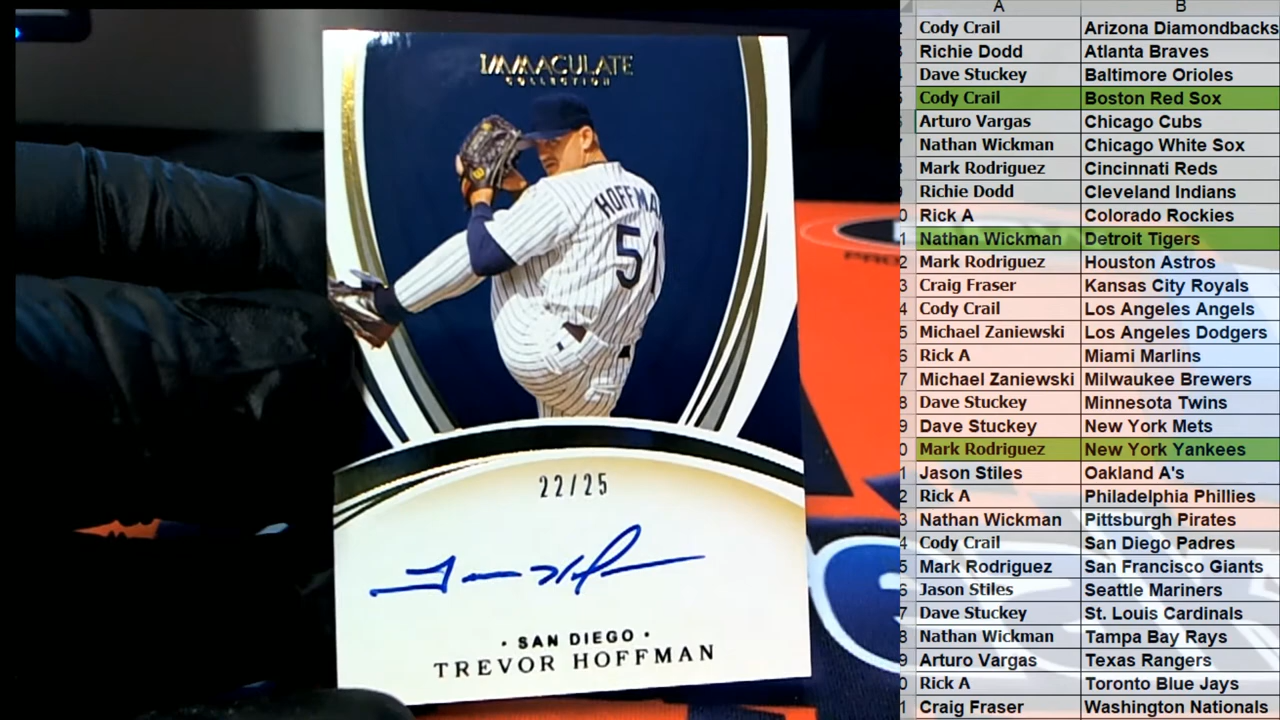 IMMACULATE
COLLECTION
HOFFMA
51
22/25
· SAN DIEGO ·
TREVOR HOFFMAN
A B
Cody Crail Arizona Diamondbacks
Richie Dodd Atlanta Braves
Dave Stuckey Baltimore Orioles
Cody Crail Boston Red Sox
Arturo Vargas Chicago Cubs
Nathan Wickman Chicago White Sox
Mark Rodriguez Cincinnati Reds
Richie Dodd Cleveland Indians
Rick A Colorado Rockies
Nathan Wickman Detroit Tigers
Mark Rodriguez Houston Astros
Craig Fraser Kansas City Royals
Cody Crail Los Angeles Angels
Michael Zaniewski Los Angeles Dodgers
Rick A Miami Marlins
Michael Zaniewski Milwaukee Brewers
Dave Stuckey Minnesota Twins
Dave Stuckey New York Mets
Mark Rodriguez New York Yankees
Jason Stiles Oakland A's
Rick A Philadelphia Phillies
Nathan Wickman Pittsburgh Pirates
Cody Crail San Diego Padres
Mark Rodriguez San Francisco Giants
Jason Stiles Seattle Mariners
Dave Stuckey St. Louis Cardinals
Nathan Wickman Tampa Bay Rays
Arturo Vargas Texas Rangers
Rick A Toronto Blue Jays
Craig Fraser Washington Nationals